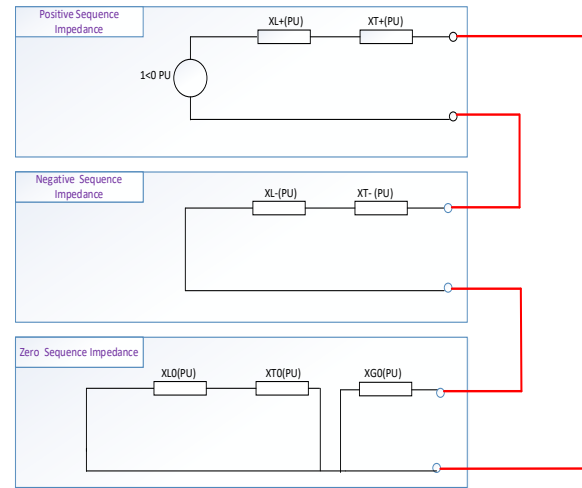 Positive Sequence
Impedance
XL+(PU)
XT+(PU)
1<0 PU
Negative Sequence
Impedance
XL-(PU)
XT- (PU)
Zero Sequence Impedance
XL0(PU)
XT0(PU)
XG0(PU)